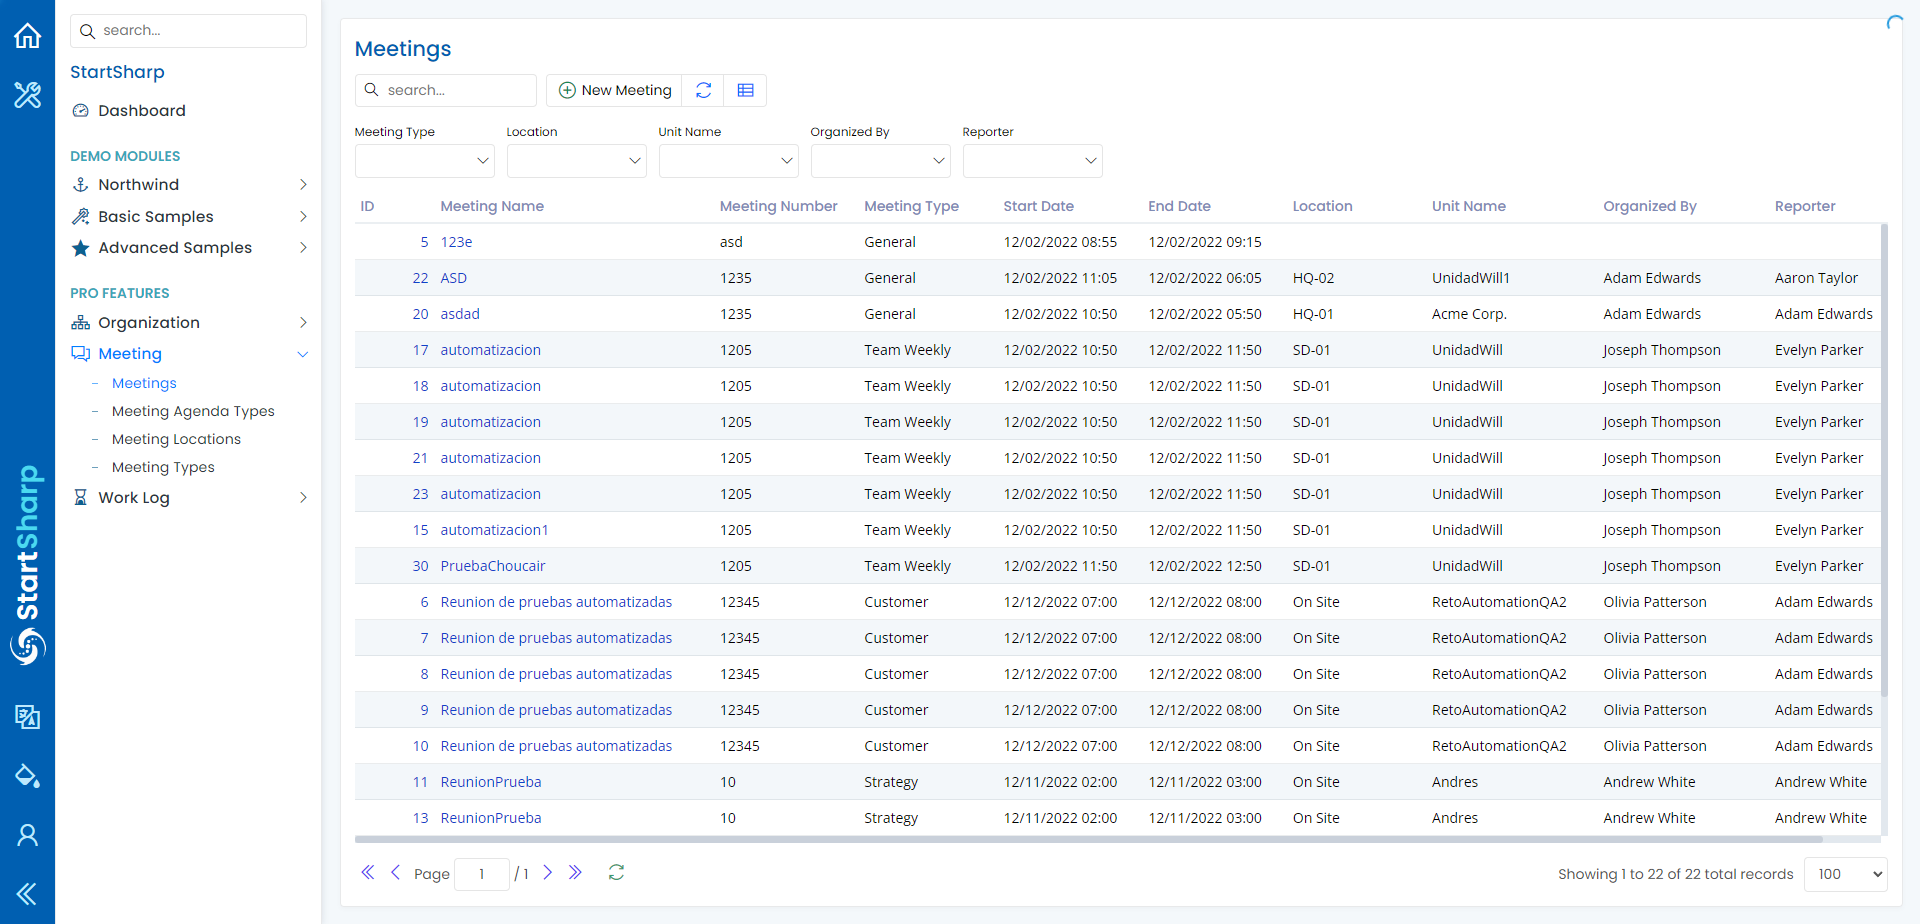 search...
StartSharp
Dashboard
DEMO MODULES
Northwind
Basic Samples
Advanced Samples
PRO FEATURES
Organization
Meeting
- Meetings
- Meeting Agenda Types
- Meeting Locations
- Meeting Types
Work Log
StartSharp
Meetings
search...
New Meeting
Meeting Type Location Unit Name Organized By Reporter
ID Meeting Name Meeting Number Meeting Type Start Date End Date Location Unit Name Organized By Reporter
5 123e asd General 12/02/2022 08:55 12/02/2022 09:15
22 ASD 1235 General 12/02/2022 11:05 12/02/2022 06:05 HQ-02 UnidadWill1 Adam Edwards Aaron Taylor
20 asdad 1235 General 12/02/2022 10:50 12/02/2022 05:50 HQ-01 Acme Corp. Adam Edwards Adam Edwards
17 automatizacion 1205 Team Weekly 12/02/2022 10:50 12/02/2022 11:50 SD-01 UnidadWill Joseph Thompson Evelyn Parker
18 automatizacion 1205 Team Weekly 12/02/2022 10:50 12/02/2022 11:50 SD-01 UnidadWill Joseph Thompson Evelyn Parker
19 automatizacion 1205 Team Weekly 12/02/2022 10:50 12/02/2022 11:50 SD-01 UnidadWill Joseph Thompson Evelyn Parker
21 automatizacion 1205 Team Weekly 12/02/2022 10:50 12/02/2022 11:50 SD-01 UnidadWill Joseph Thompson Evelyn Parker
23 automatizacion 1205 Team Weekly 12/02/2022 10:50 12/02/2022 11:50 SD-01 UnidadWill Joseph Thompson Evelyn Parker
15 automatizacion1 1205 Team Weekly 12/02/2022 10:50 12/02/2022 11:50 SD-01 UnidadWill Joseph Thompson Evelyn Parker
30 PruebaChoucair 1205 Team Weekly 12/02/2022 11:50 12/02/2022 12:50 SD-01 UnidadWill Joseph Thompson Evelyn Parker
6 Reunion de pruebas automatizadas 12345 Customer 12/12/2022 07:00 12/12/2022 08:00 On Site RetoAutomationQA2 Olivia Patterson Adam Edwards
7 Reunion de pruebas automatizadas 12345 Customer 12/12/2022 07:00 12/12/2022 08:00 On Site RetoAutomationQA2 Olivia Patterson Adam Edwards
8 Reunion de pruebas automatizadas 12345 Customer 12/12/2022 07:00 12/12/2022 08:00 On Site RetoAutomationQA2 Olivia Patterson Adam Edwards
9 Reunion de pruebas automatizadas 12345 Customer 12/12/2022 07:00 12/12/2022 08:00 On Site RetoAutomationQA2 Olivia Patterson Adam Edwards
10 Reunion de pruebas automatizadas 12345 Customer 12/12/2022 07:00 12/12/2022 08:00 On Site RetoAutomationQA2 Olivia Patterson Adam Edwards
11 ReunionPrueba 10 Strategy 12/11/2022 02:00 12/11/2022 03:00 On Site Andres Andrew White Andrew White
13 ReunionPrueba 10 Strategy 12/11/2022 02:00 12/11/2022 03:00 On Site Andres Andrew White Andrew White
Page 1 / 1 Showing 1 to 22 of 22 total records 100